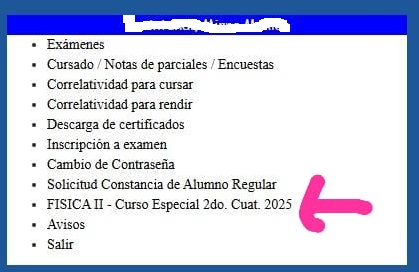 Exámenes
Cursado / Notas de parciales / Encuestas
Correlatividad para cursar
Correlatividad para rendir
Descarga de certificados
Inscripción a examen
Cambio de Contraseña
Solicitud Constancia de Alumno Regular
FISICA II - Curso Especial 2do. Cuat. 2025
Avisos
Salir